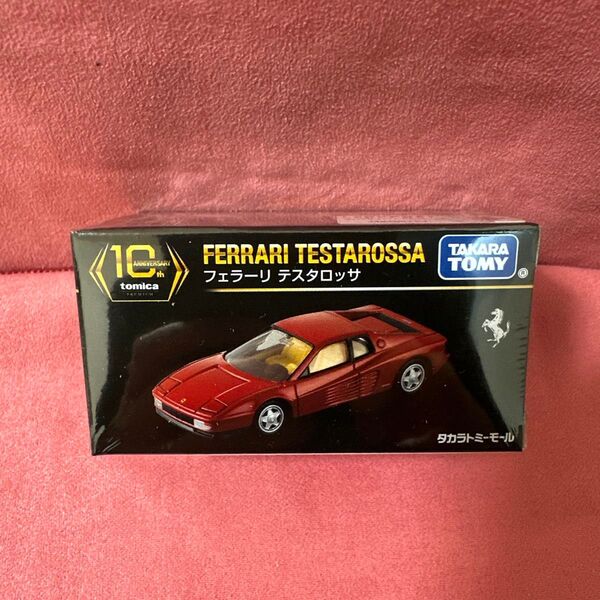 10th
ANNIVERSARY
tomica
PREMIUM
FERRARI TESTAROSSA
フェラーリ テスタロッサ
TAKARA
TOMY
®
タカラトミーモール